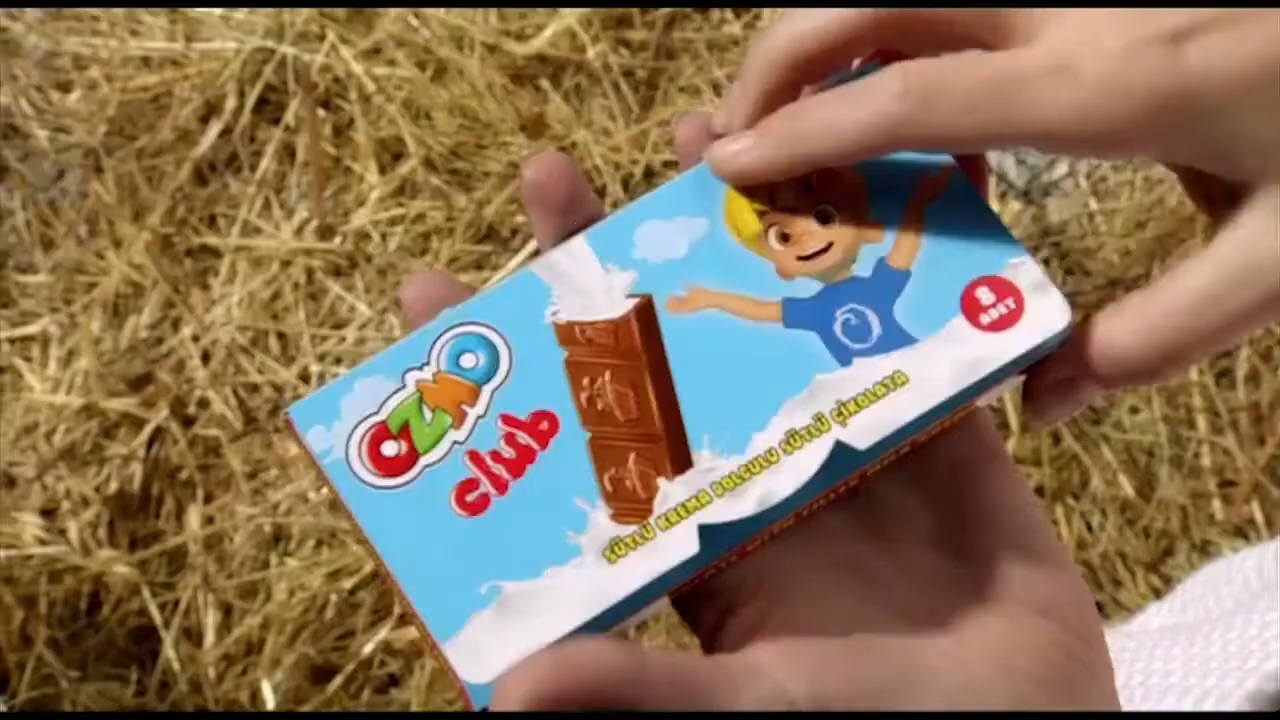 OZMO
club
8
ADET
SÜTLÜ KREMA DOLGULU SÜTLÜ ÇİKOLATA